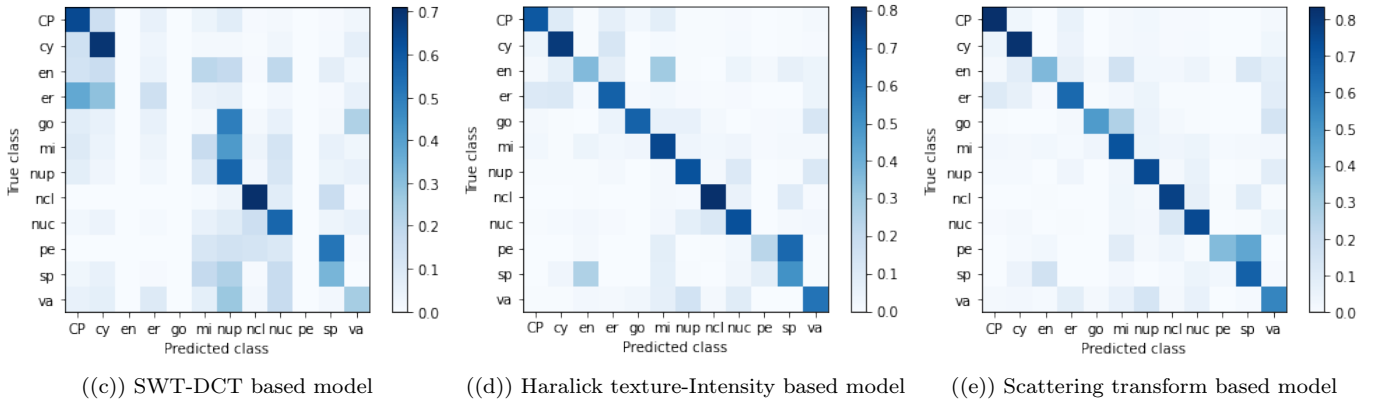 True class
CP
cy
en
er
go
mi
nup
ncl
nuc
pe
sp
va
CP cy en er go mi nup ncl nuc pe sp va
Predicted class
0.7
0.6
0.5
0.4
0.3
0.2
0.1
0.0
((c)) SWT-DCT based model
True class
CP
cy
en
er
go
mi
nup
ncl
nuc
pe
sp
va
CP cy en er go mi nup ncl nuc pe sp va
Predicted class
0.8
0.7
0.6
0.5
0.4
0.3
0.2
0.1
0.0
((d)) Haralick texture-Intensity based model
True class
CP
cy
en
er
go
mi
nup
ncl
nuc
pe
sp
va
CP cy en er go mi nup ncl nuc pe sp va
Predicted class
0.8
0.7
0.6
0.5
0.4
0.3
0.2
0.1
0.0
((e)) Scattering transform based model